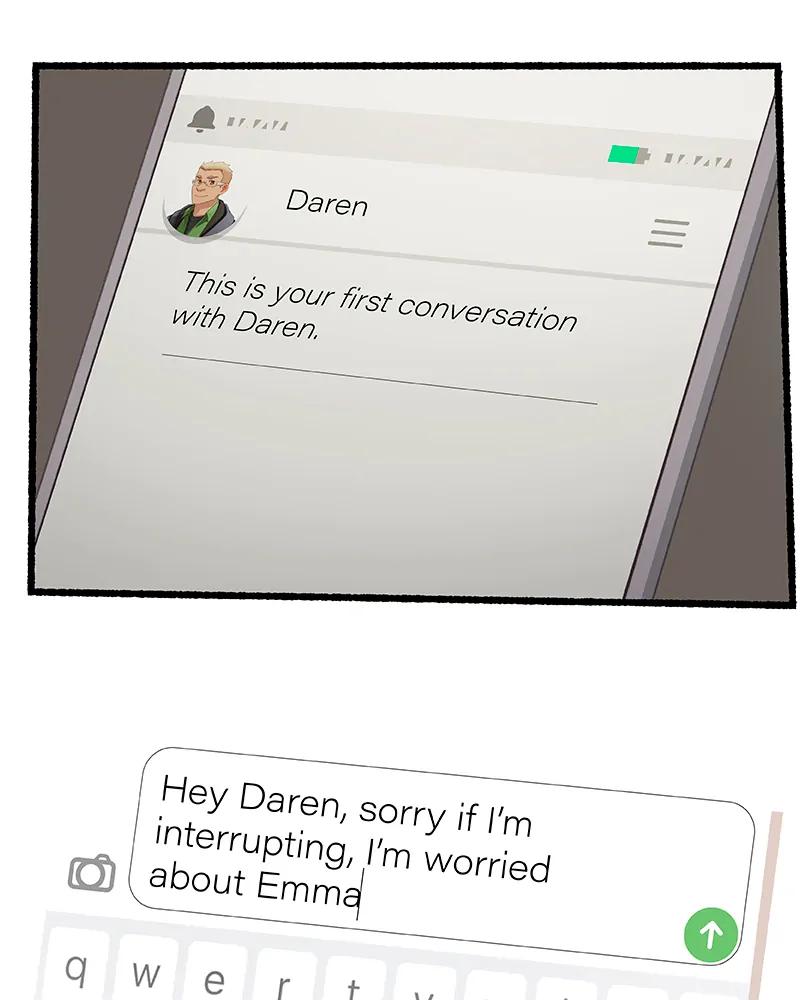 Daren
This is your first conversation
with Daren.
Hey Daren, sorry if I'm
interrupting, I'm worried
about Emma
q w e r t